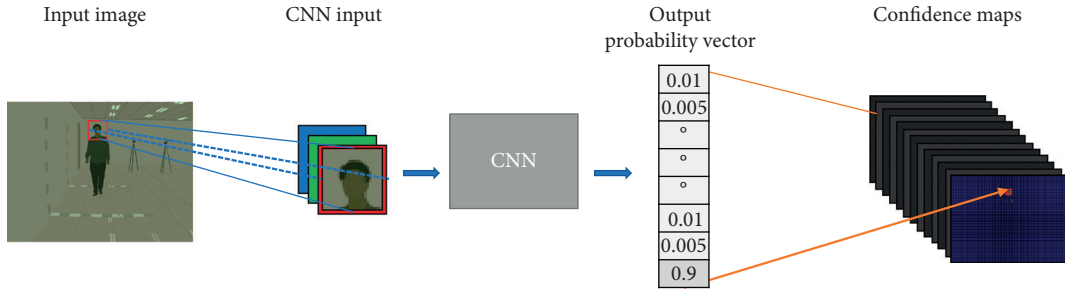 Input image
CNN input
Output
probability vector
Confidence maps
CNN
0.01
0.005
°
°
°
0.01
0.005
0.9